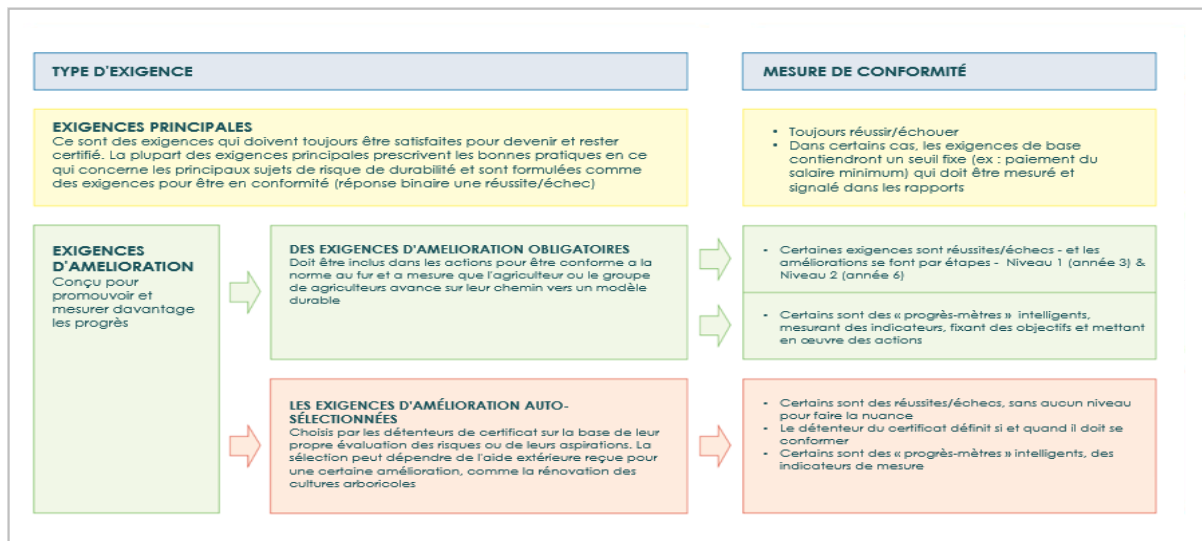 TYPE D'EXIGENCE
MESURE DE CONFORMITÉ
EXIGENCES PRINCIPALES
Ce sont des exigences qui doivent toujours être satisfaites pour devenir et rester
certifié. La plupart des exigences principales prescrivent les bonnes pratiques en ce
qui concerne les principaux sujets de risque de durabilité et sont formulées comme
des exigences pour être en conformité (réponse binaire une réussite/échec)
• Toujours réussir/échouer
• Dans certains cas, les exigences de base
contiendront un seuil fixe (ex : paiement du
salaire minimum) qui doit être mesuré et
signalé dans les rapports
EXIGENCES
D'AMELIORATION
Conçu pour
promouvoir et
mesurer davantage
les progrès
DES EXIGENCES D'AMELIORATION OBLIGATOIRES
Doit être inclus dans les actions pour être conforme a la
norme au fur et a mesure que l'agriculteur ou le groupe
de agriculteurs avance sur leur chemin vers un modèle
durable
• Certaines exigences sont réussites/échecs - et les
améliorations se font par étapes - Niveau 1 (année 3) &
Niveau 2 (année 6)
• Certains sont des « progrès-mètres » intelligents,
mesurant des indicateurs, fixant des objectifs et mettant
en œuvre des actions
LES EXIGENCES D'AMÉLIORATION AUTO-
SÉLECTIONNÉES
Choisis par les détenteurs de certificat sur la base de leur
propre évaluation des risques ou de leurs aspirations. La
sélection peut dépendre de l'aide extérieure reçue pour
une certaine amélioration, comme la rénovation des
cultures arboricoles
• Certains sont des réussites/échecs, sans aucun niveau
pour faire la nuance
• Le détenteur du certificat définit si et quand il doit se
conformer
• Certains sont des « progrès-mètres » intelligents, des
indicateurs de mesure